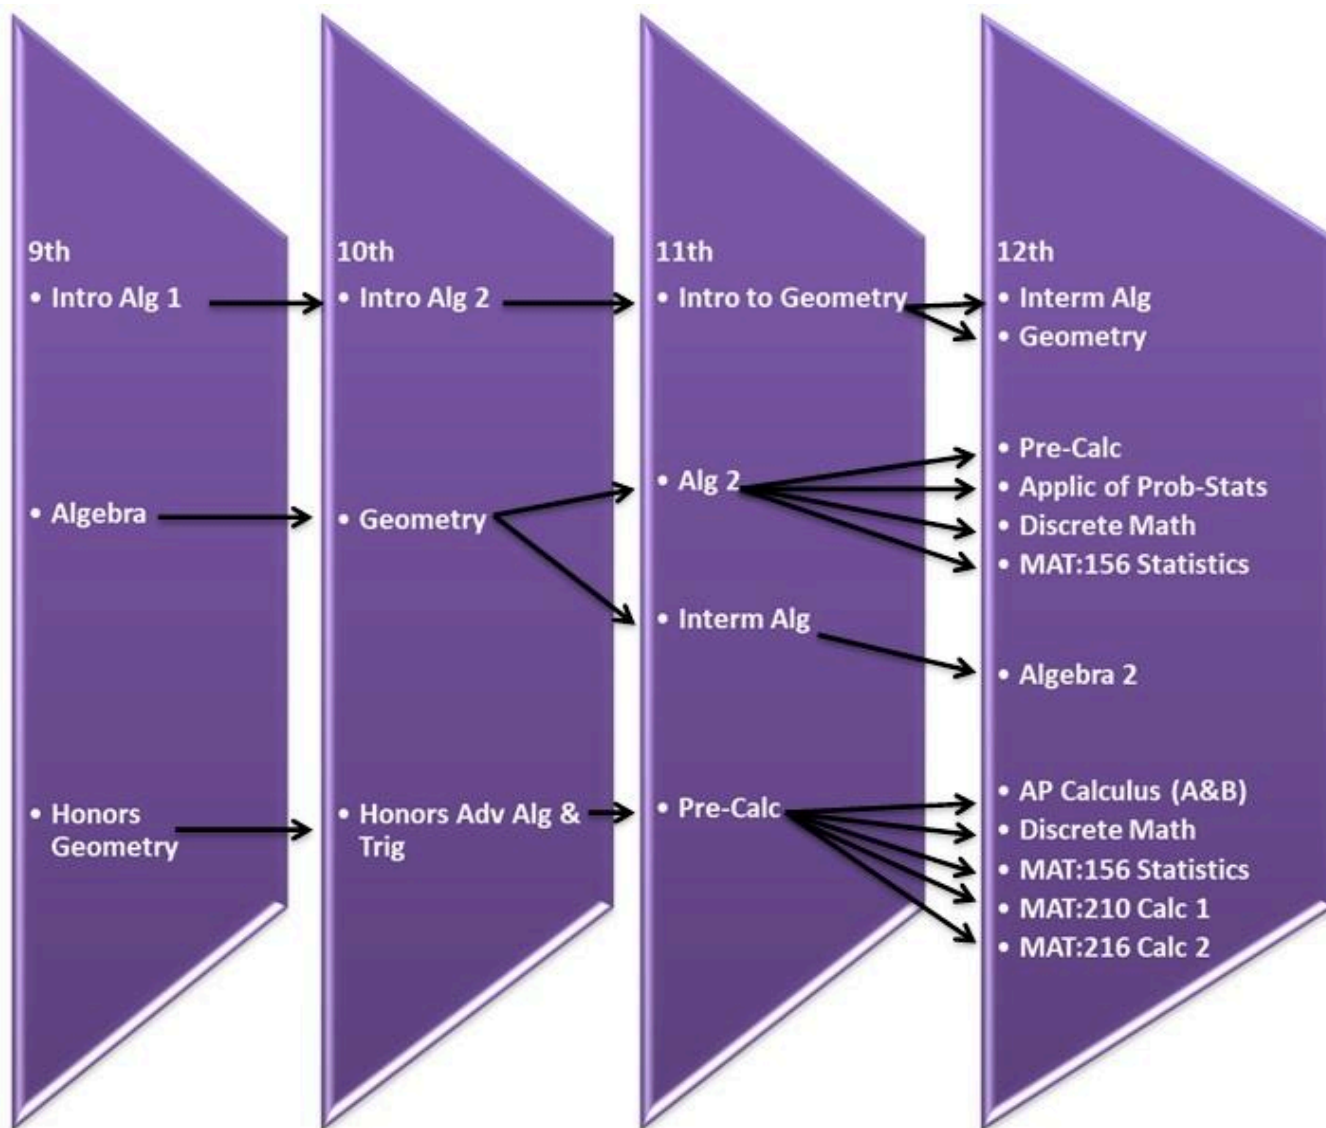 9th
• Intro Alg 1
• Algebra
• Honors
Geometry
10th
• Intro Alg 2
• Geometry
• Honors Adv Alg &
Trig
11th
• Intro to Geometry
• Alg 2
• Interm Alg
• Pre-Calc
12th
• Interm Alg
• Geometry
• Pre-Calc
• Applic of Prob-Stats
• Discrete Math
• MAT:156 Statistics
• Algebra 2
• AP Calculus (A&B)
• Discrete Math
• MAT:156 Statistics
• MAT:210 Calc 1
• MAT:216 Calc 2